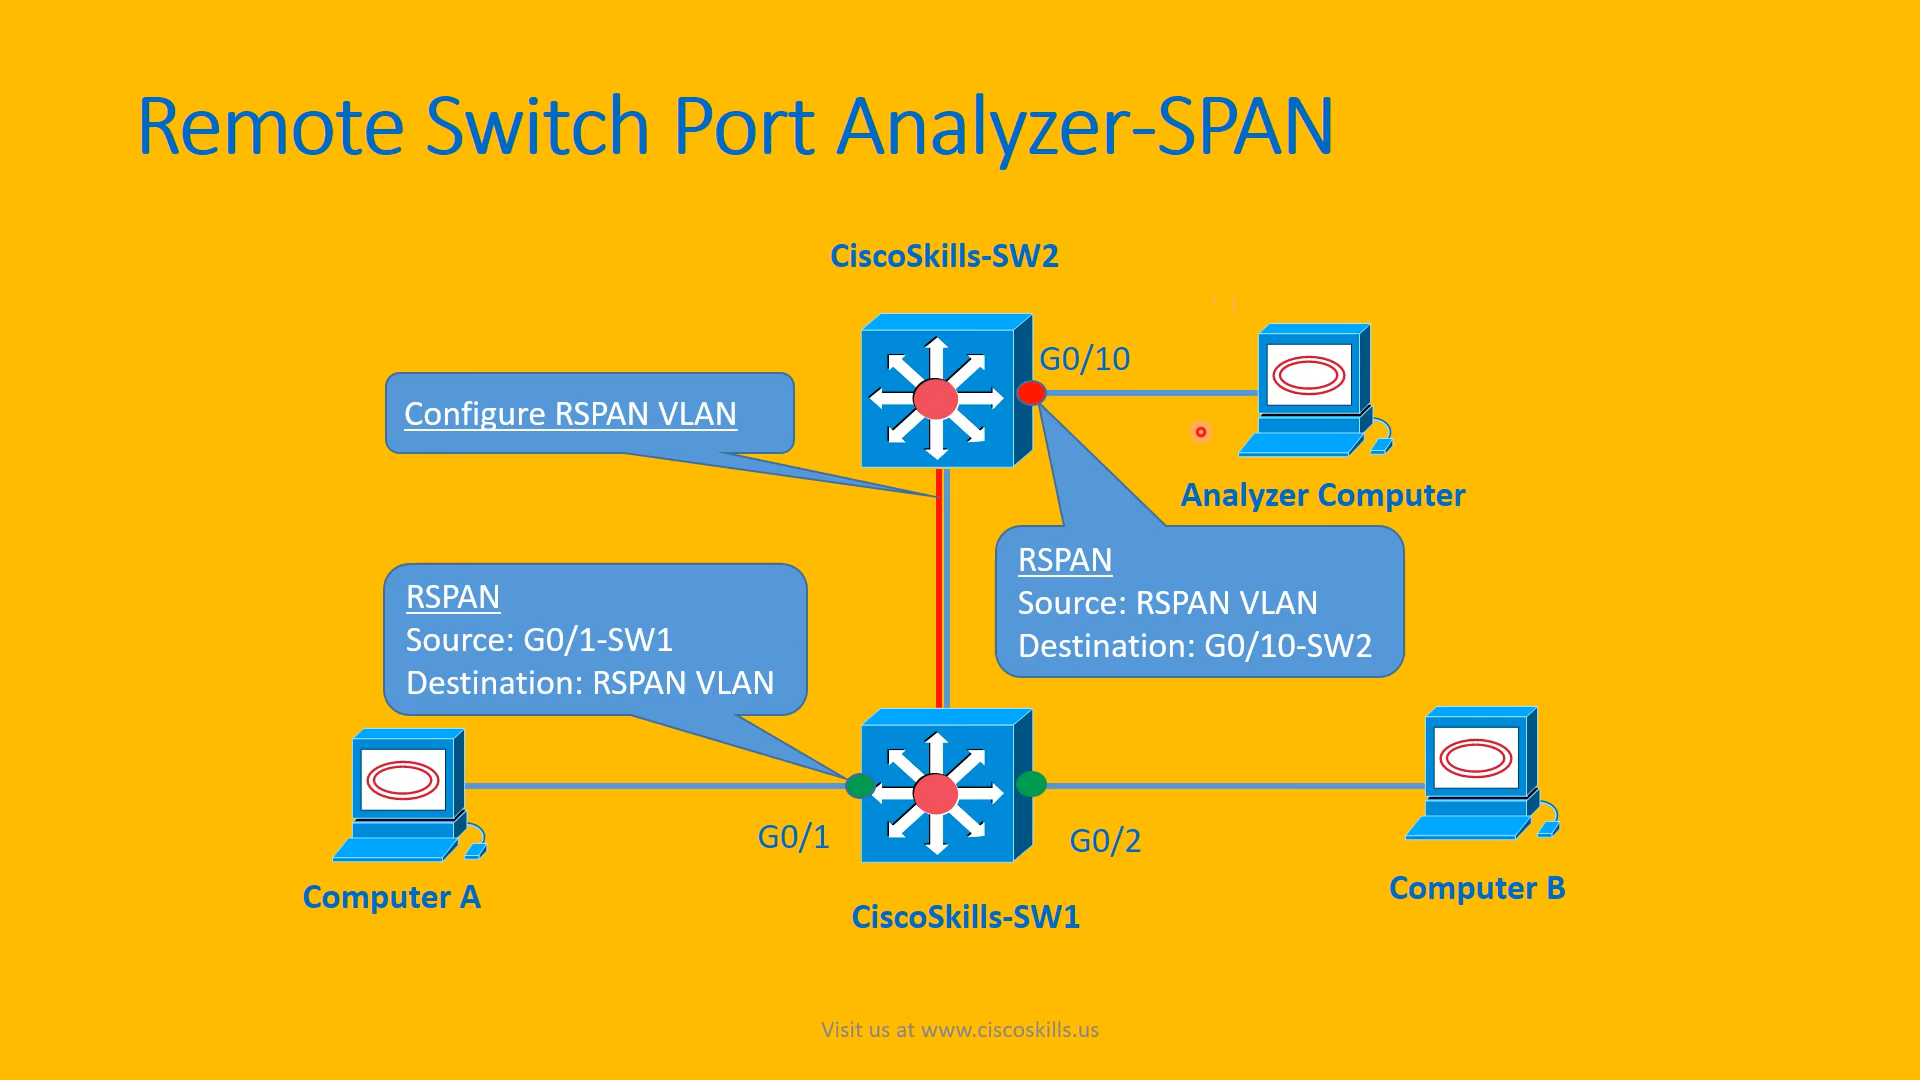 Remote Switch Port Analyzer-SPAN
CiscoSkills-SW2
G0/10
Configure RSPAN VLAN
Analyzer Computer
RSPAN
Source: RSPAN VLAN
Destination: G0/10-SW2
RSPAN
Source: G0/1-SW1
Destination: RSPAN VLAN
G0/1
G0/2
Computer A
Computer B
CiscoSkills-SW1
Visit us at www.ciscoskills.us